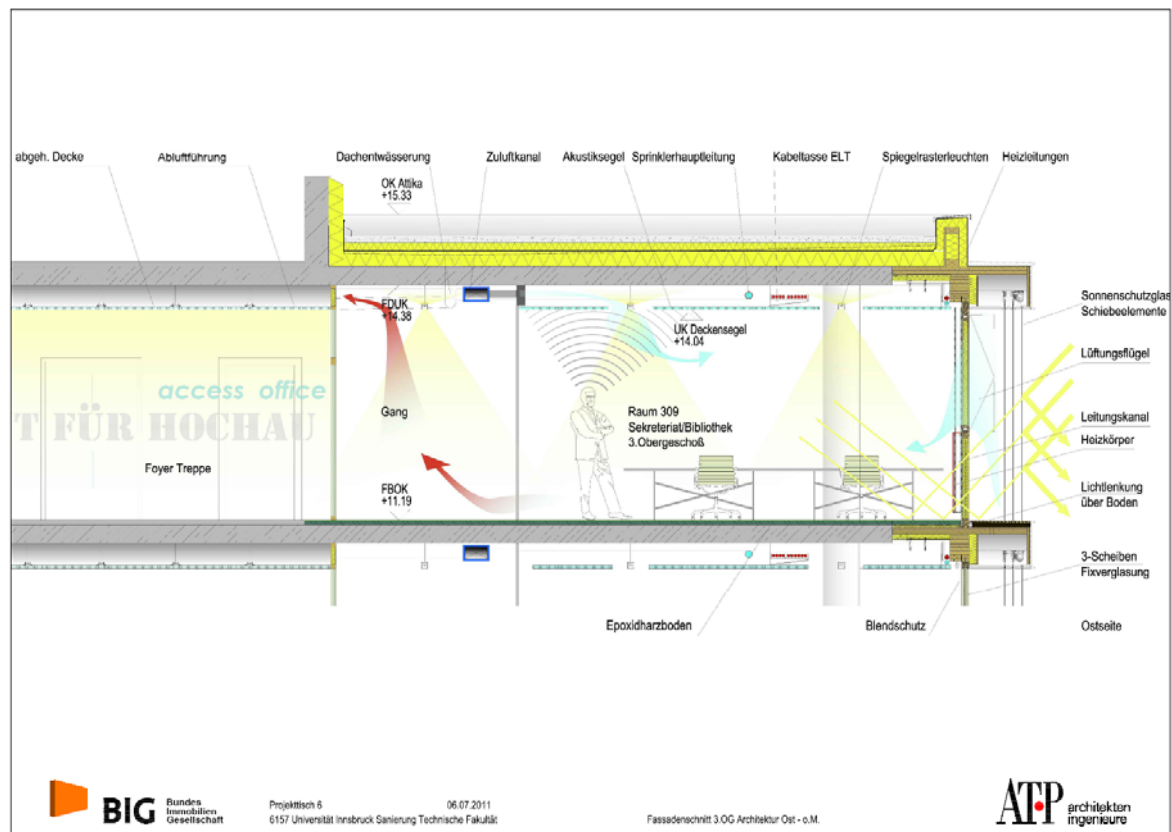 abgeh. Decke
Abluftführung
Dachentwässerung
Zuluftkanal
Akustiksegel
Sprinklerhauptleitung
Kabeltasse ELT
Spiegelrasterleuchten
Heizleitungen
OK Attika
+15.33
FDUK
+14.38
UK Deckensegel
+14.04
Sonnenschutzglas
Schiebeelemente
Lüftungsflügel
access office
T FÜR HOCHAU
Gang
Raum 309
Sekreteriat/Bibliothek
3.Obergeschoß
Leitungskanal
Heizkörper
Foyer Treppe
FBOK
+11.19
Lichtlenkung
über Boden
3-Scheiben
Fixverglasung
Epoxidharzboden
Blendschutz
Ostseite
BIG
Bundes
Immobilien
Gesellschaft
Projekttisch 6
06.07.2011
6157 Universität Innsbruck Sanierung Technische Fakultät
Fassadenschnitt 3.OG Architektur Ost - o.M.
ATP
architekten
ingenieure